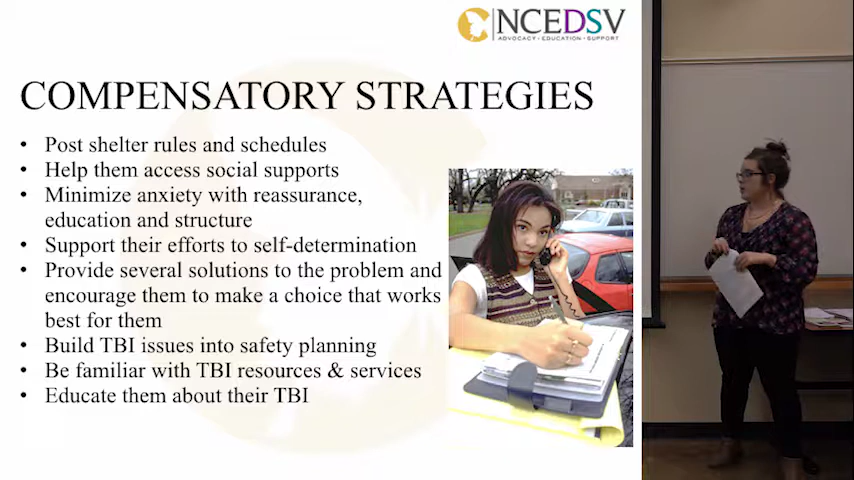 NCEDSV
ADVOCACY • EDUCATION • SUPPORT
COMPENSATORY STRATEGIES
• Post shelter rules and schedules
• Help them access social supports
• Minimize anxiety with reassurance,
education and structure
• Support their efforts to self-determination
• Provide several solutions to the problem and
encourage them to make a choice that works
best for them
• Build TBI issues into safety planning
• Be familiar with TBI resources & services
• Educate them about their TBI